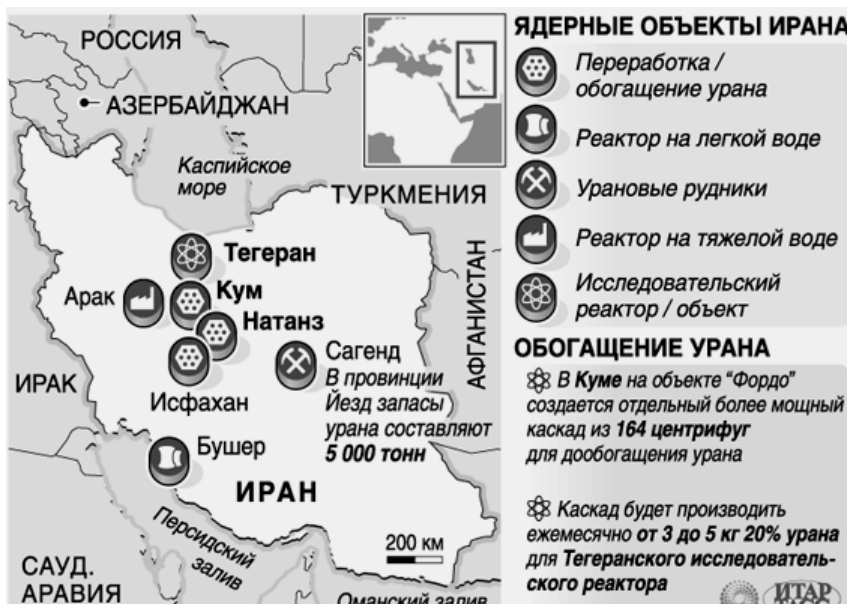 РОССИЯ
АЗЕРБАЙДЖАН
Каспийское
море
ТУРКМЕНИЯ
Тегеран
Арак
Кум
Натанз
АФГАНИСТАН
Сагенд
В провинции
Йезд запасы
урана составляют
5 000 тонн
ИРАК
Исфахан
Бушер
ИРАН
Персидский
залив
200 км
САУД.
АРАВИЯ
Оманский залив
ЯДЕРНЫЕ ОБЪЕКТЫ ИРАНА
Переработка /
обогащение урана
Реактор на легкой воде
Урановые рудники
Реактор на тяжелой воде
Исследовательский
реактор / объект
ОБОГАЩЕНИЕ УРАНА
В Куме на объекте "Фордо"
создается отдельный более мощный
каскад из 164 центрифуг
для дообогащения урана
Каскад будет производить
ежемесячно от 3 до 5 кг 20% урана
для Тегеранского исследователь-
ского реактора
ИТАР